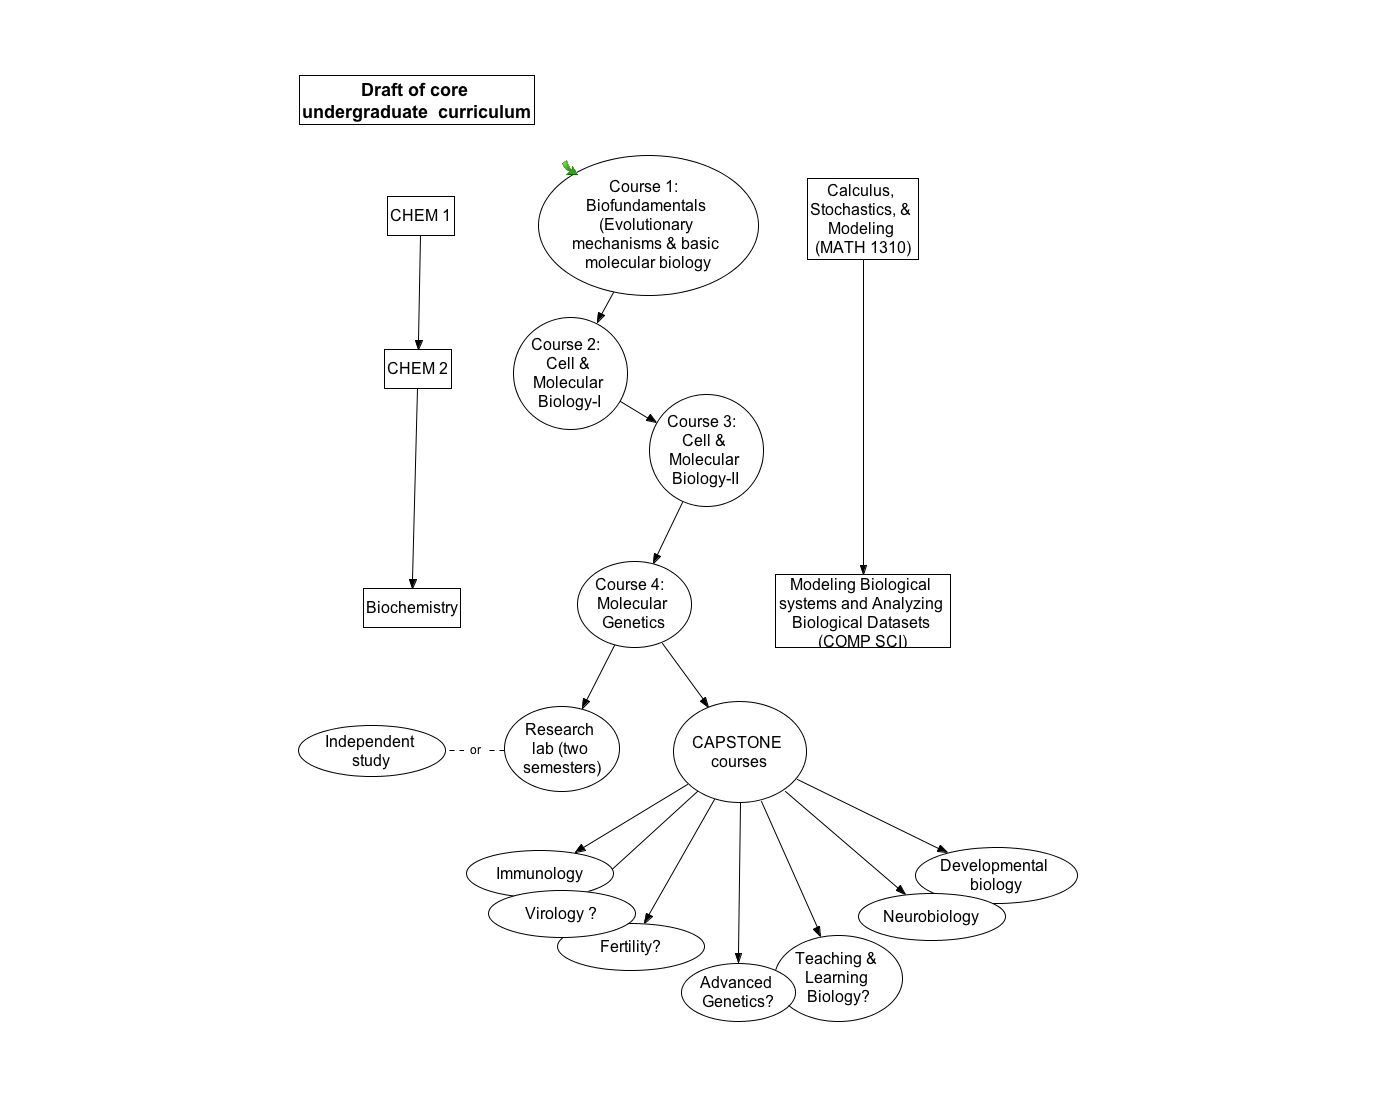 Draft of core
undergraduate curriculum
Course 1:
Biofundamentals
(Evolutionary
mechanisms & basic
molecular biology
Calculus,
Stochastics, &
Modeling
(MATH 1310)
CHEM 1
Course 2:
Cell &
Molecular
Biology-I
CHEM 2
Course 3:
Cell &
Molecular
Biology-II
Course 4:
Molecular
Genetics
Modeling Biological
systems and Analyzing
Biological Datasets
(COMP SCI)
Biochemistry
Independent
study
or
Research
lab (two
semesters)
CAPSTONE
courses
Immunology
Developmental
biology
Virology ?
Neurobiology
Fertility?
Teaching &
Learning
Biology?
Advanced
Genetics?